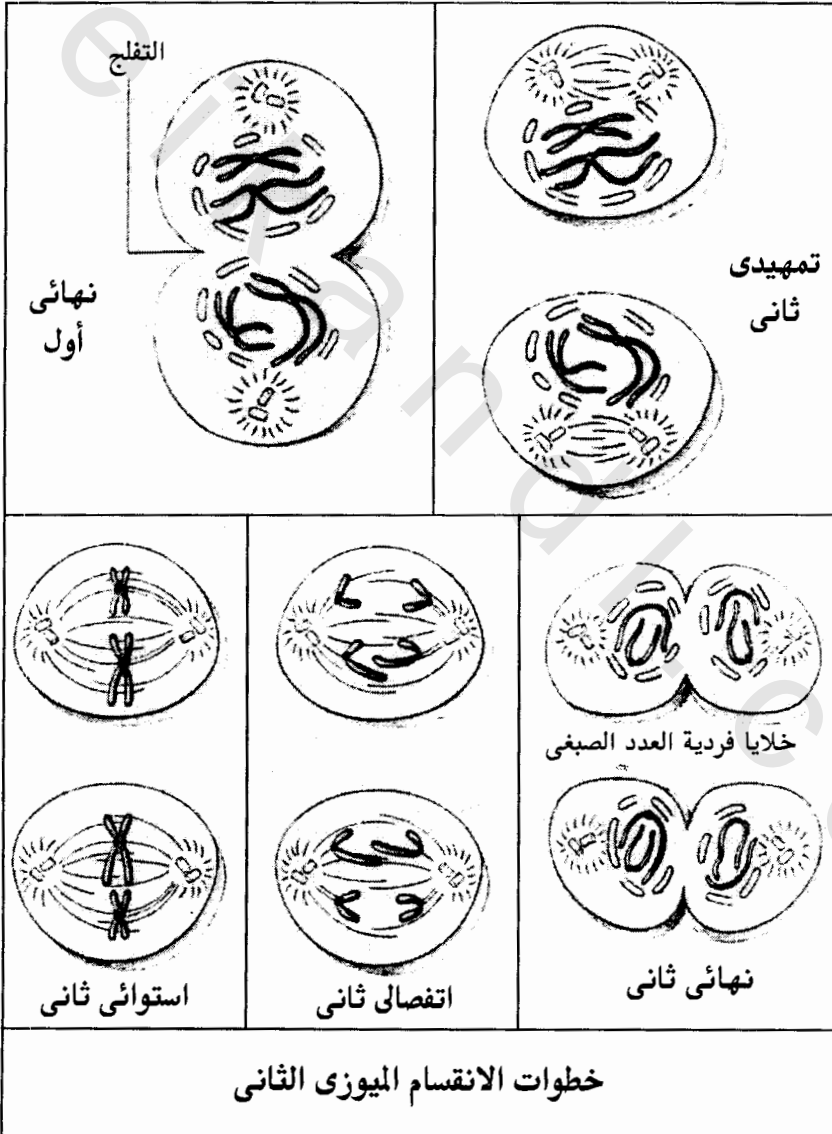 التفلج
تمهيدى
ثانى
نهائى
أول
خلايا فردية العدد الصبغى
استوائى ثانى
اتفصالى ثانى
نهائى ثانى
خطوات الانقسام الميوزى الثانى